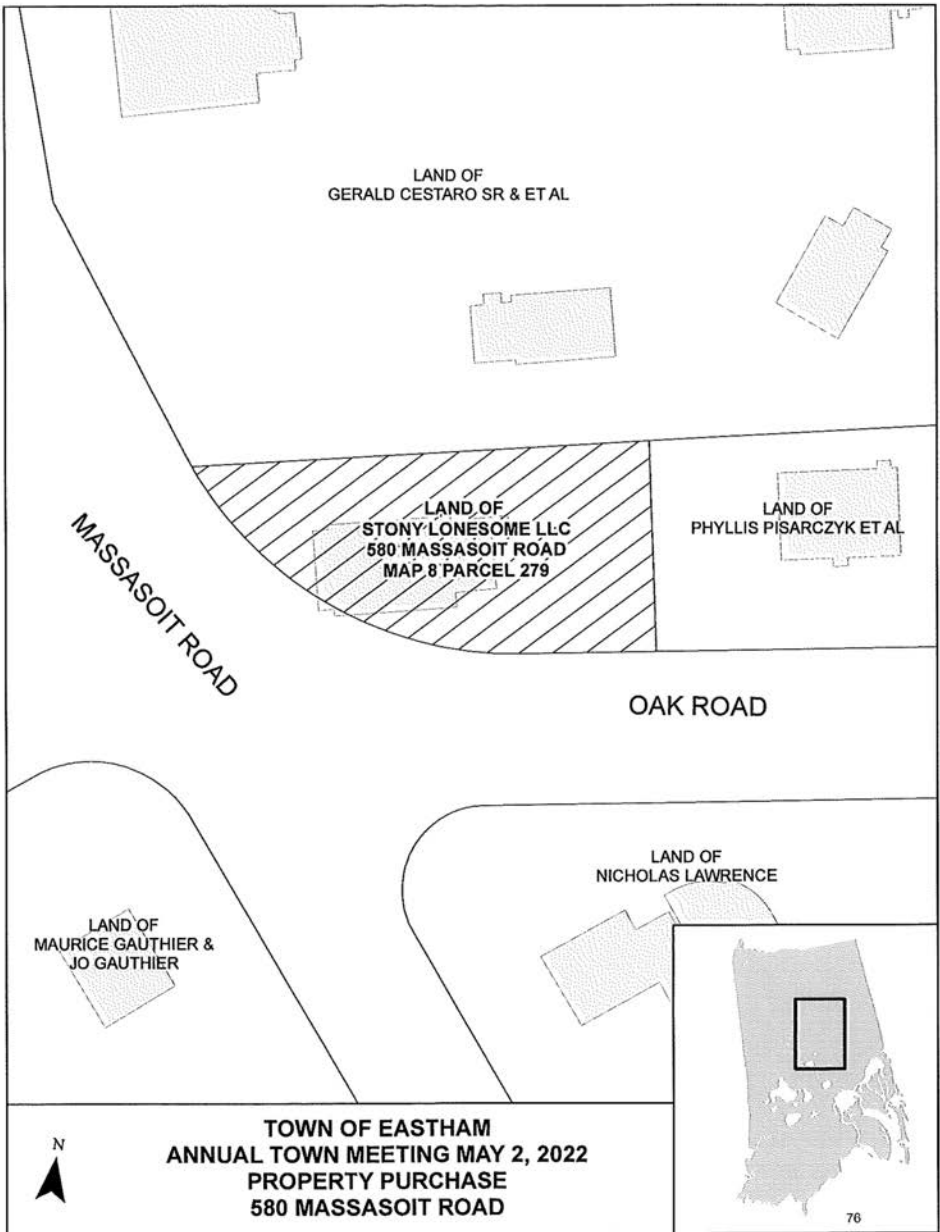 LAND OF
GERALD CESTARO SR & ET AL
LAND OF
STONY LONESOME LLC
580 MASSASOIT ROAD
MAP 8 PARCEL 279
LAND OF
PHYLLIS PISARCZYK ET AL
MASSASOIT ROAD
OAK ROAD
LAND OF
NICHOLAS LAWRENCE
LAND OF
MAURICE GAUTHIER &
JO GAUTHIER
N
TOWN OF EASTHAM
ANNUAL TOWN MEETING MAY 2, 2022
PROPERTY PURCHASE
580 MASSASOIT ROAD
76